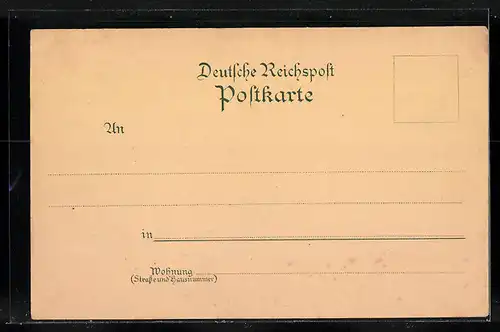 Deutsche Reichspost
Postkarte
An
in
Wohnung
(Straße und Hausnummer)